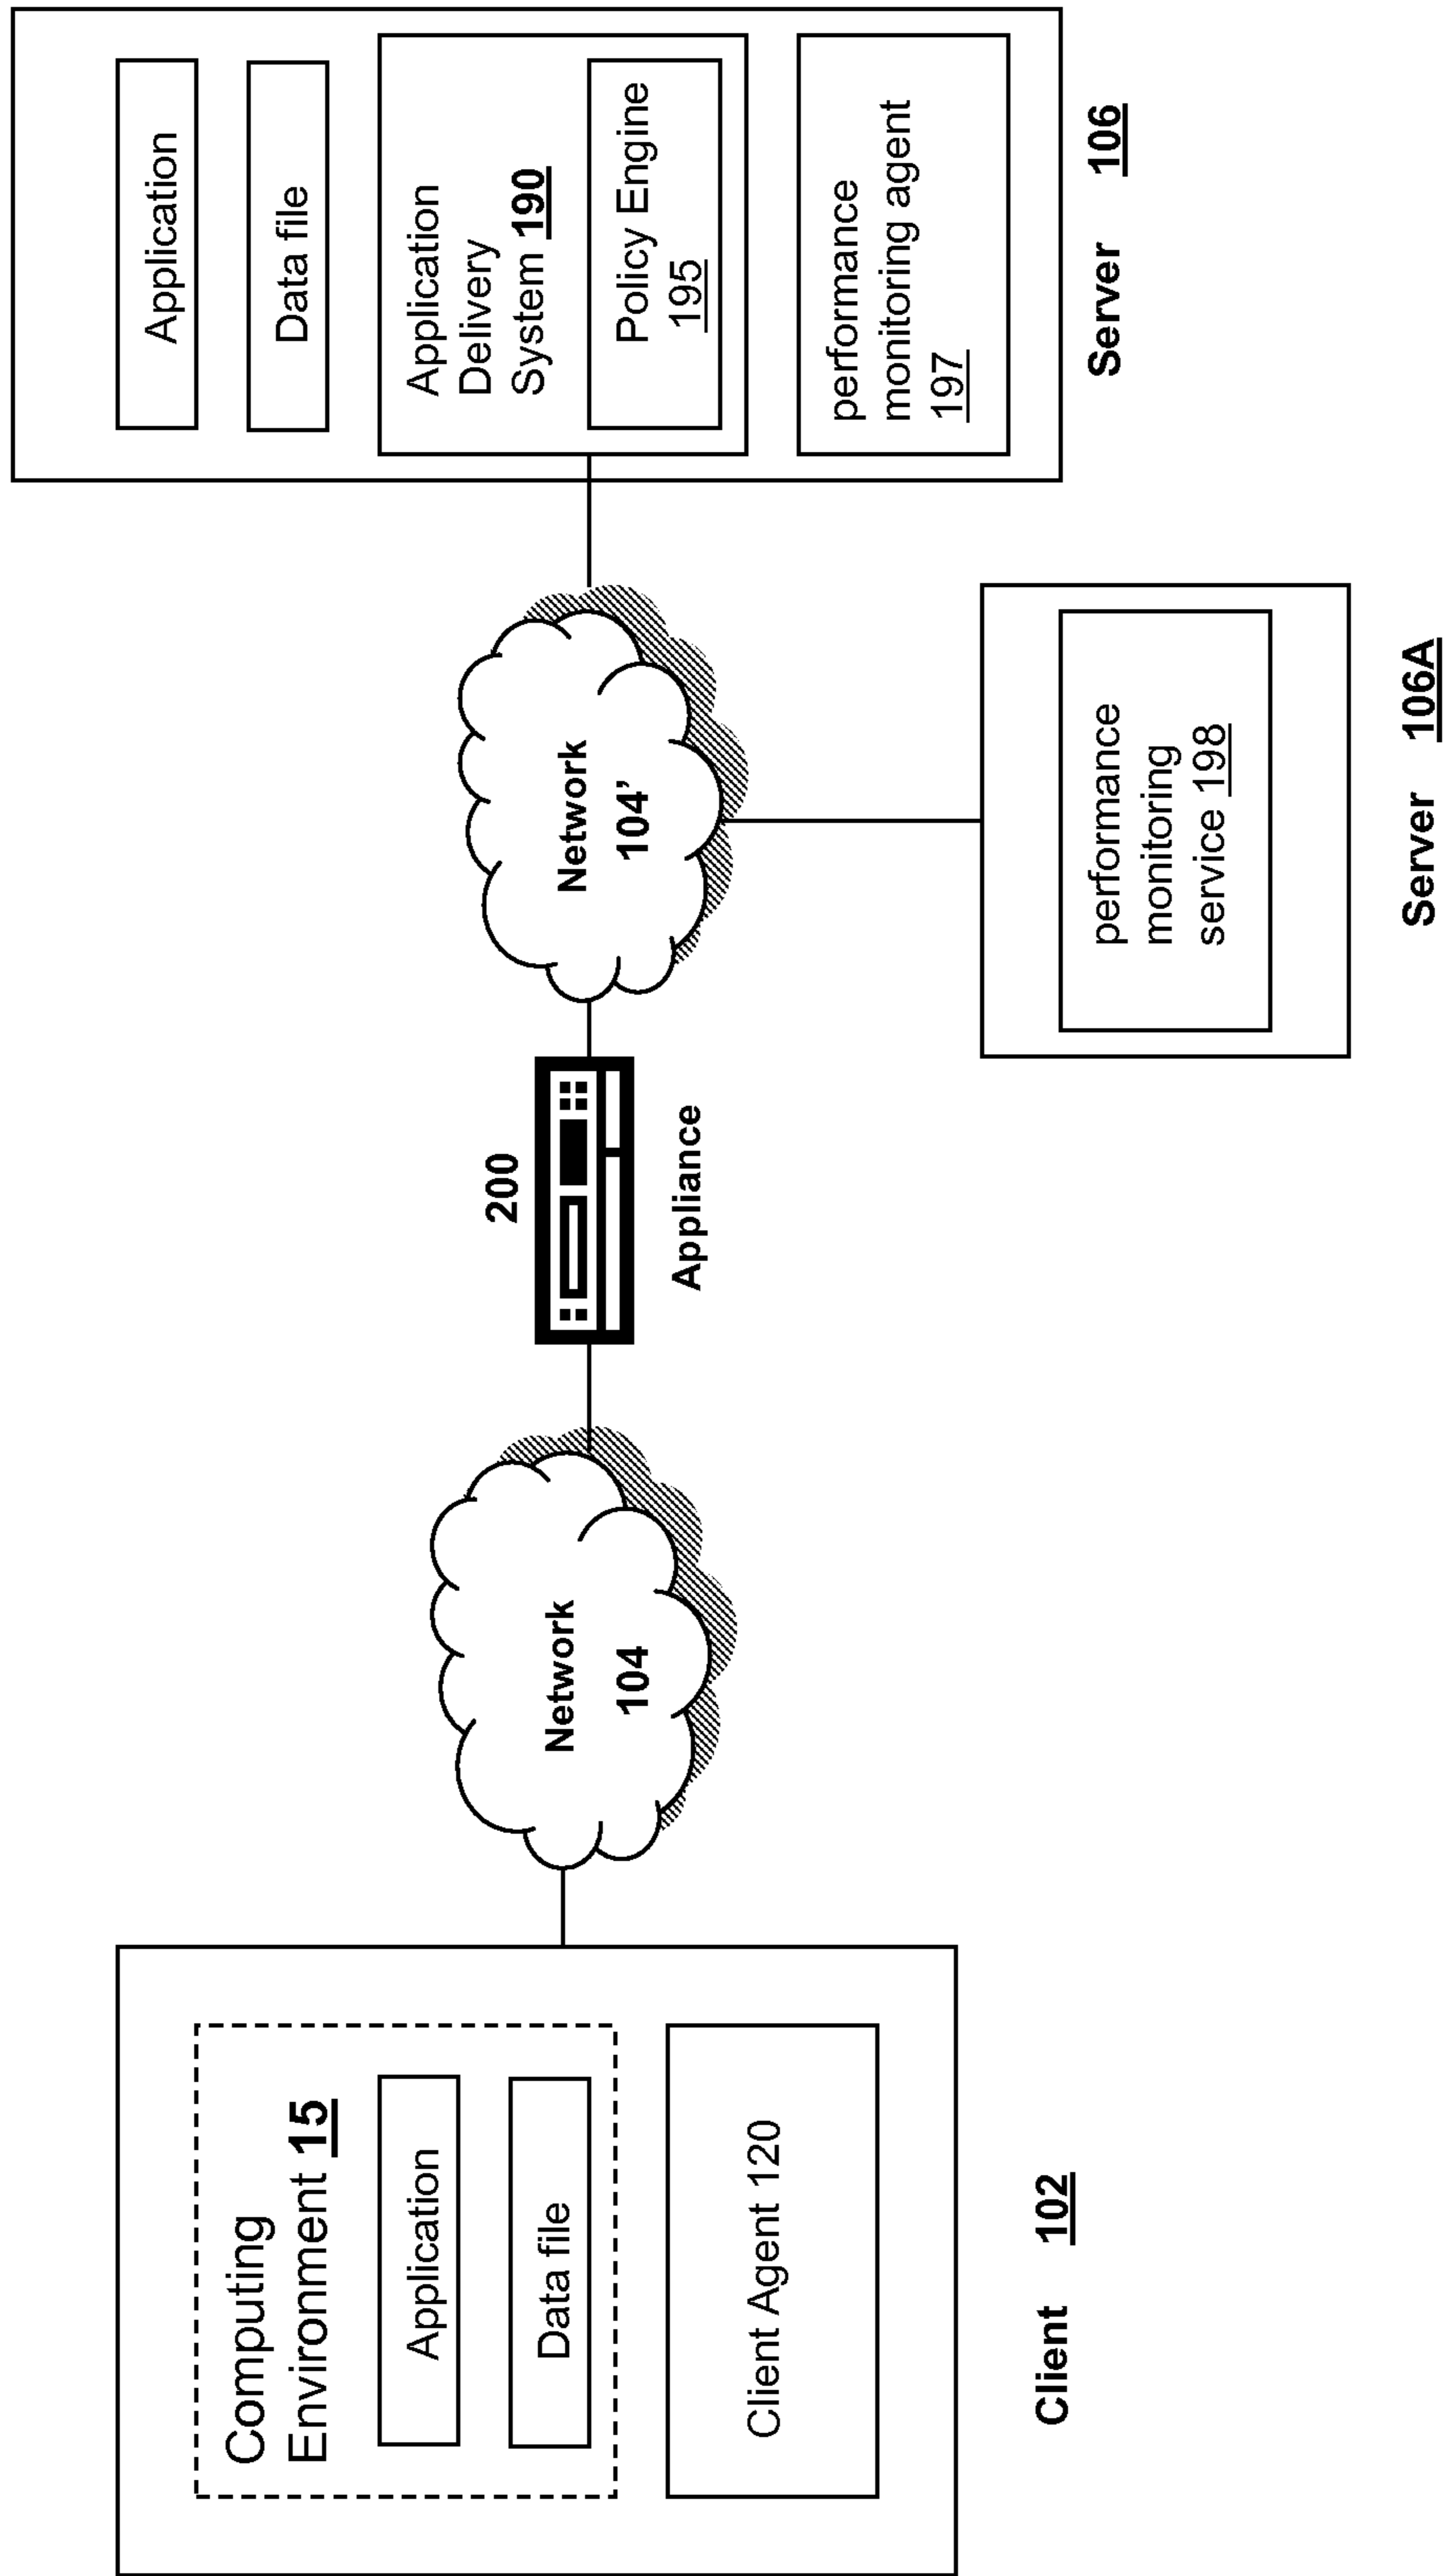 Computing
Environment 15
Application
Data file
Client Agent 120
Client 102
Network
104
200
Appliance
Network
104’
performance
monitoring
service 198
Server 106A
Application
Data file
Application
Delivery
System 190
Policy Engine
195
performance
monitoring agent
197
Server 106